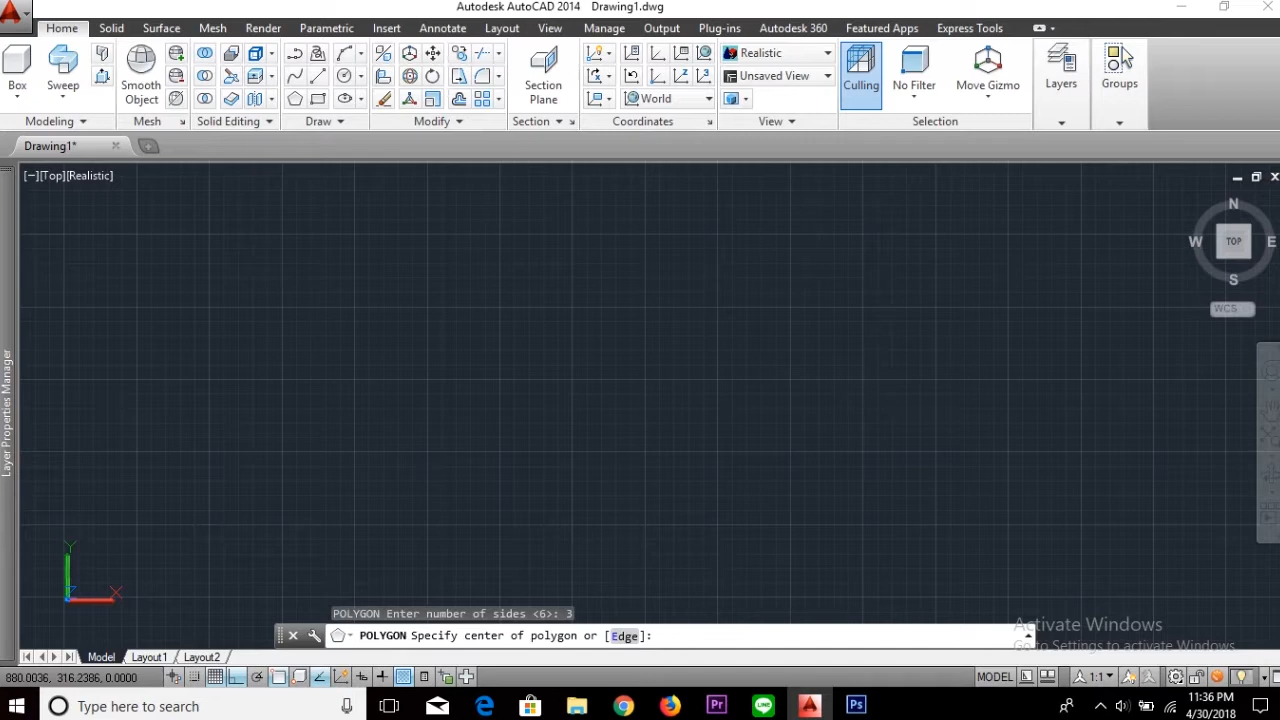 Autodesk AutoCAD 2014 Drawing1.dwg
Home Solid Surface Mesh Render Parametric Insert Annotate Layout Output View Manage Plug-ins Autodesk 360 Featured Apps Express Tools
Box Sweep Smooth Object Section Plane Realistic Unsaved View World Culling No Filter Move Gizmo Layers Groups
Modeling Mesh Solid Editing Draw Modify Section Coordinates View Selection
Drawing1*
[−][Top][Realistic]
N
W TOP E
S
WCS
Layer Properties Manager
Y
X
POLYGON Enter number of sides <6>: 3
POLYGON Specify center of polygon or [Edge]:
Activate Windows
Go to Settings to activate Windows.
Model Layout1 Layout2
880.0036, 316.2386, 0.0000 MODEL 1:1
Type here to search Pr LINE Ps 11:36 PM
4/30/2018